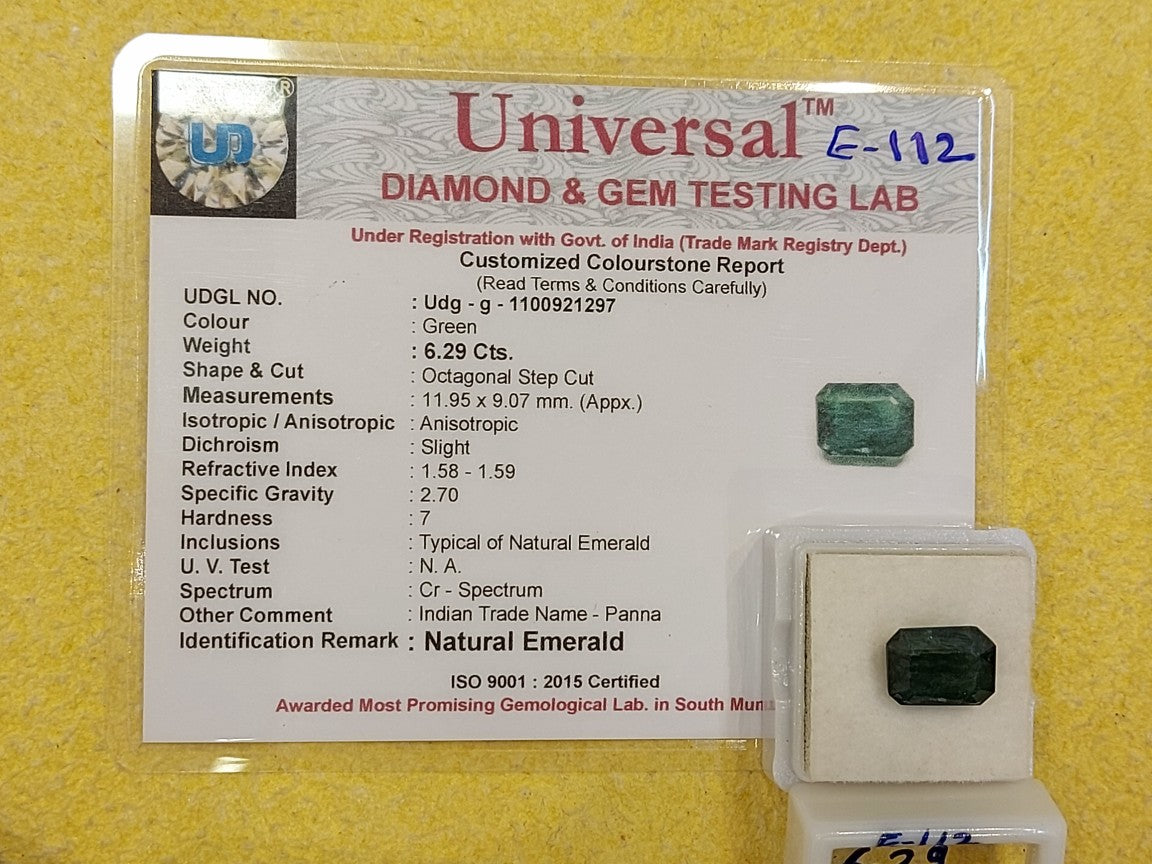 UD ®
Universal™ E-112
DIAMOND & GEM TESTING LAB
Under Registration with Govt. of India (Trade Mark Registry Dept.)
Customized Colourstone Report
(Read Terms & Conditions Carefully)
UDGL NO. : Udg - g - 1100921297
Colour : Green
Weight : 6.29 Cts.
Shape & Cut : Octagonal Step Cut
Measurements : 11.95 x 9.07 mm. (Appx.)
Isotropic / Anisotropic : Anisotropic
Dichroism : Slight
Refractive Index : 1.58 - 1.59
Specific Gravity : 2.70
Hardness : 7
Inclusions : Typical of Natural Emerald
U. V. Test : N. A.
Spectrum : Cr - Spectrum
Other Comment : Indian Trade Name - Panna
Identification Remark : Natural Emerald
ISO 9001 : 2015 Certified
Awarded Most Promising Gemological Lab. in South
E-112
6.29